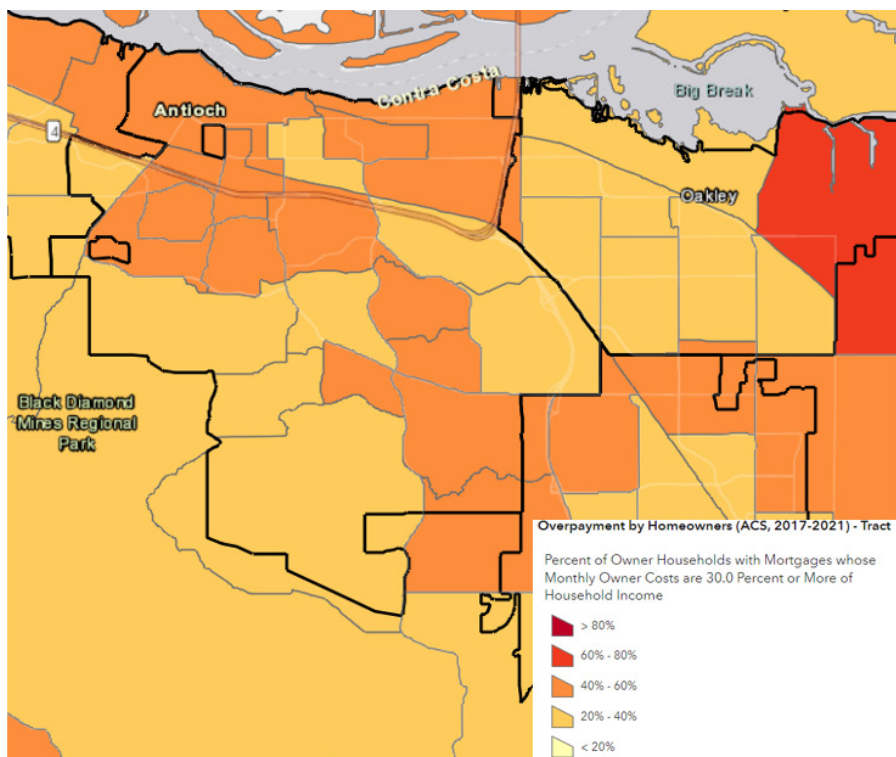 Contra Costa
Antioch
Big Break
4
Oakley
Black Diamond
Mines Regional
Park
4
Overpayment by Homeowners (ACS, 2017-2021) - Tract
Percent of Owner Households with Mortgages whose
Monthly Owner Costs are 30.0 Percent or More of
Household Income
> 80%
60% - 80%
40% - 60%
20% - 40%
< 20%